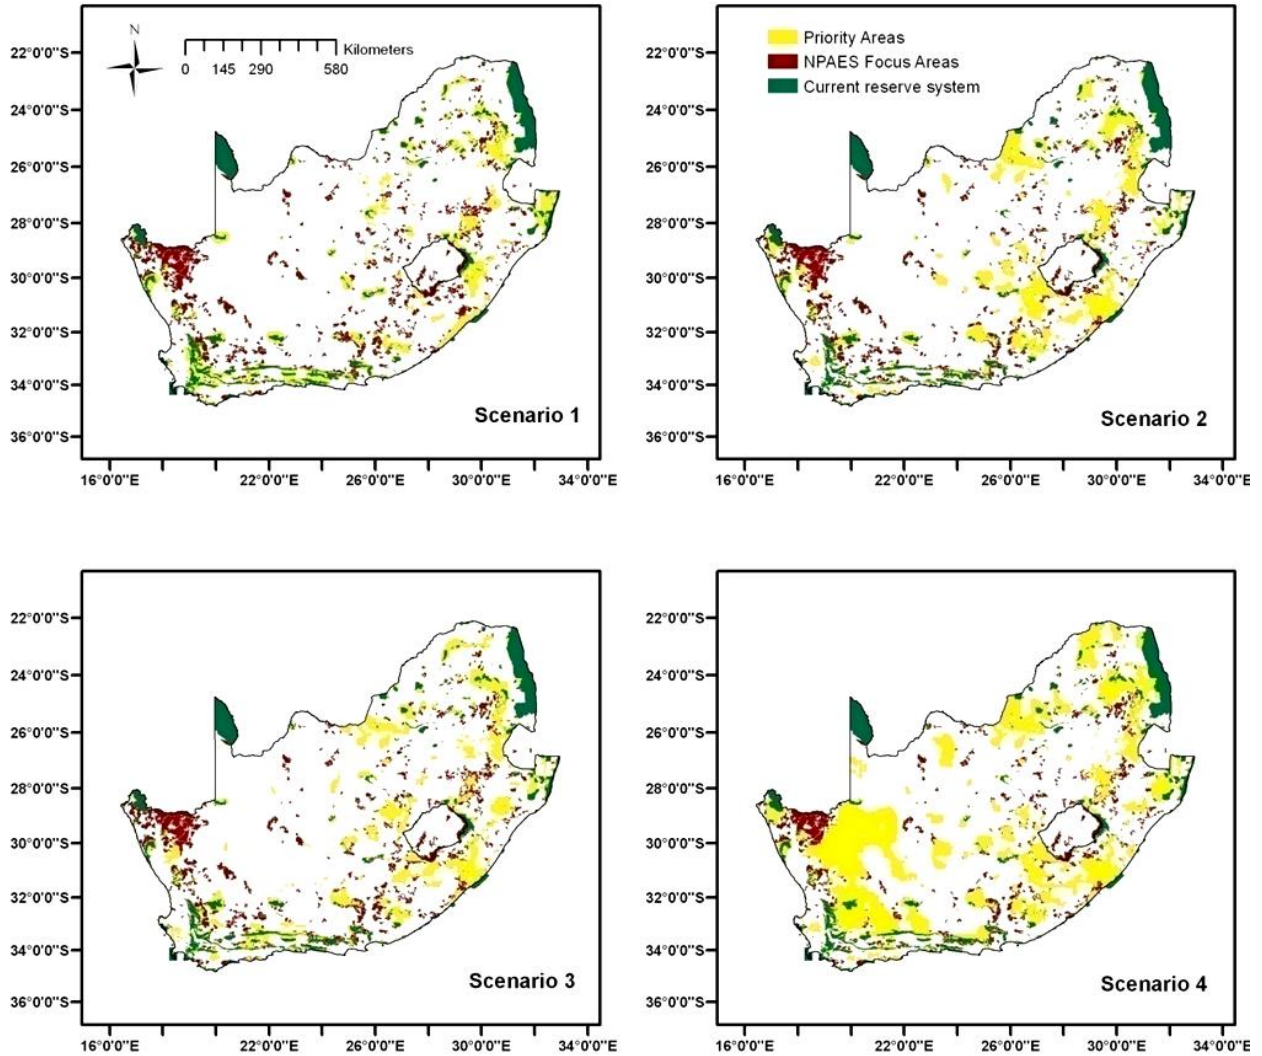 N
Kilometers
0 145 290 580
22°0'0"S
24°0'0"S
26°0'0"S
28°0'0"S
30°0'0"S
32°0'0"S
34°0'0"S
36°0'0"S
Scenario 1
16°0'0"E 22°0'0"E 26°0'0"E 30°0'0"E 34°0'0"E
Priority Areas
NPAES Focus Areas
Current reserve system
22°0'0"S
24°0'0"S
26°0'0"S
28°0'0"S
30°0'0"S
32°0'0"S
34°0'0"S
36°0'0"S
Scenario 2
16°0'0"E 22°0'0"E 26°0'0"E 30°0'0"E 34°0'0"E
22°0'0"S
24°0'0"S
26°0'0"S
28°0'0"S
30°0'0"S
32°0'0"S
34°0'0"S
36°0'0"S
Scenario 3
16°0'0"E 22°0'0"E 26°0'0"E 30°0'0"E 34°0'0"E
22°0'0"S
24°0'0"S
26°0'0"S
28°0'0"S
30°0'0"S
32°0'0"S
34°0'0"S
36°0'0"S
Scenario 4
16°0'0"E 22°0'0"E 26°0'0"E 30°0'0"E 34°0'0"E